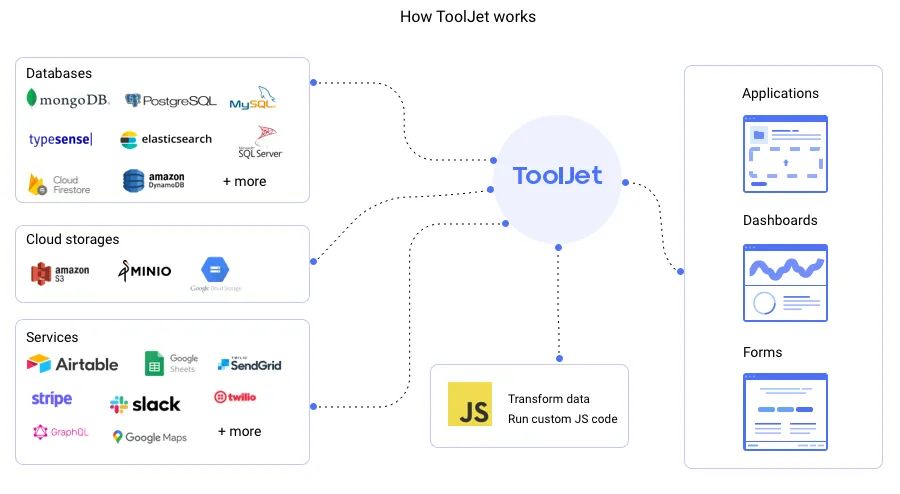 How ToolJet works
Databases
mongoDB.
PostgreSQL
MySQL
typesense
elasticsearch
Microsoft
SQL Server
Cloud
Firestore
amazon
DynamoDB
+ more
Cloud storages
amazon
S3
MINIO
Google Cloud Storage
Services
Airtable
Google
Sheets
TWILIO
SendGrid
stripe
slack
twilio
GraphQL
Google Maps
+ more
ToolJet
JS
Transform data
Run custom JS code
Applications
Dashboards
Forms